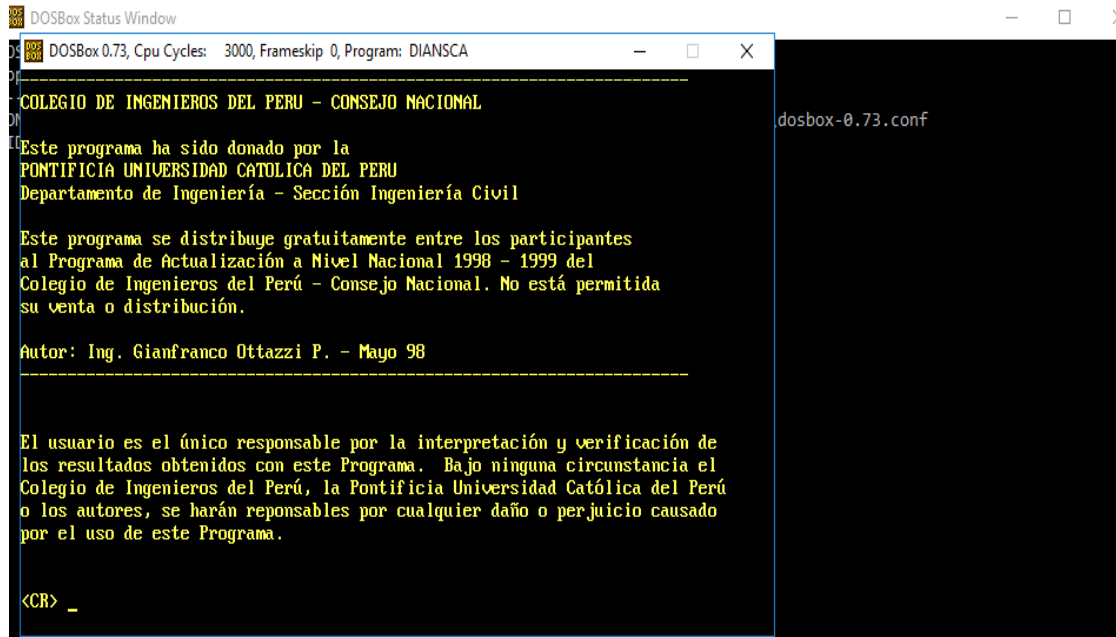 DOSBox Status Window
DOSBox 0.73, Cpu Cycles: 3000, Frameskip 0, Program: DIANSCA
COLEGIO DE INGENIEROS DEL PERU - CONSEJO NACIONAL
dosbox-0.73.conf
Este programa ha sido donado por la
PONTIFICIA UNIVERSIDAD CATOLICA DEL PERU
Departamento de Ingeniería - Sección Ingeniería Civil
Este programa se distribuye gratuitamente entre los participantes
al Programa de Actualización a Nivel Nacional 1998 - 1999 del
Colegio de Ingenieros del Perú - Consejo Nacional. No está permitida
su venta o distribución.
Autor: Ing. Gianfranco Ottazzi P. - Mayo 98
El usuario es el único responsable por la interpretación y verificación de
los resultados obtenidos con este Programa. Bajo ninguna circunstancia el
Colegio de Ingenieros del Perú, la Pontificia Universidad Católica del Perú
o los autores, se harán reponsables por cualquier daño o perjuicio causado
por el uso de este Programa.
<CR> _